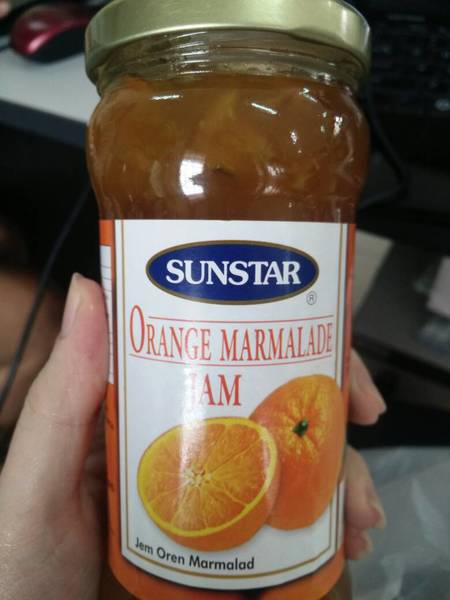 SUNSTAR
®
ORANGE MARMALADE
JAM
Jem Oren Marmalad